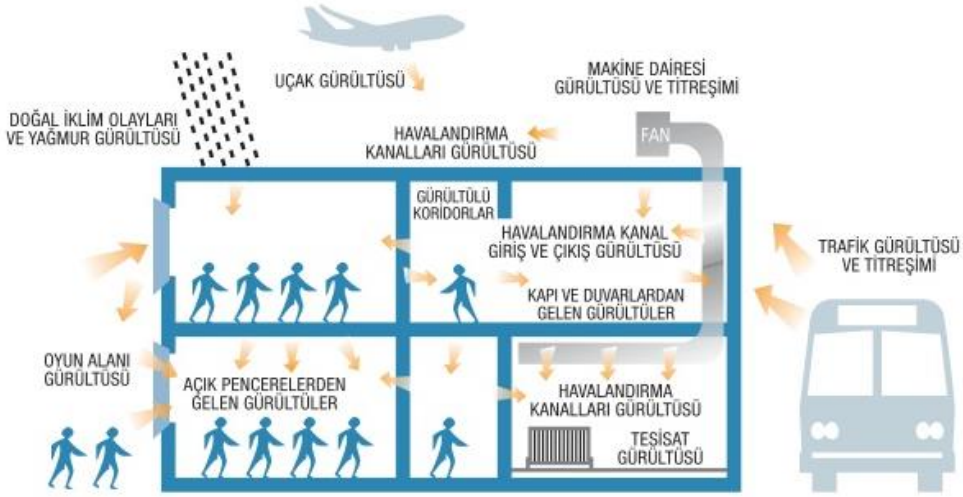 UÇAK GÜRÜLTÜSÜ
MAKİNE DAİRESİ
GÜRÜLTÜSÜ VE TİTREŞİMİ
DOĞAL İKLİM OLAYLARI
VE YAĞMUR GÜRÜLTÜSÜ
HAVALANDIRMA
KANALLARI GÜRÜLTÜSÜ
FAN
GÜRÜLTÜLÜ
KORİDORLAR
HAVALANDIRMA KANAL
GİRİŞ VE ÇIKIŞ GÜRÜLTÜSÜ
TRAFİK GÜRÜLTÜSÜ
VE TİTREŞİMİ
KAPI VE DUVARLARDAN
GELEN GÜRÜLTÜLER
OYUN ALANI
GÜRÜLTÜSÜ
AÇIK PENCERELERDEN
GELEN GÜRÜLTÜLER
HAVALANDIRMA
KANALLARI GÜRÜLTÜSÜ
TESİSAT
GÜRÜLTÜSÜ